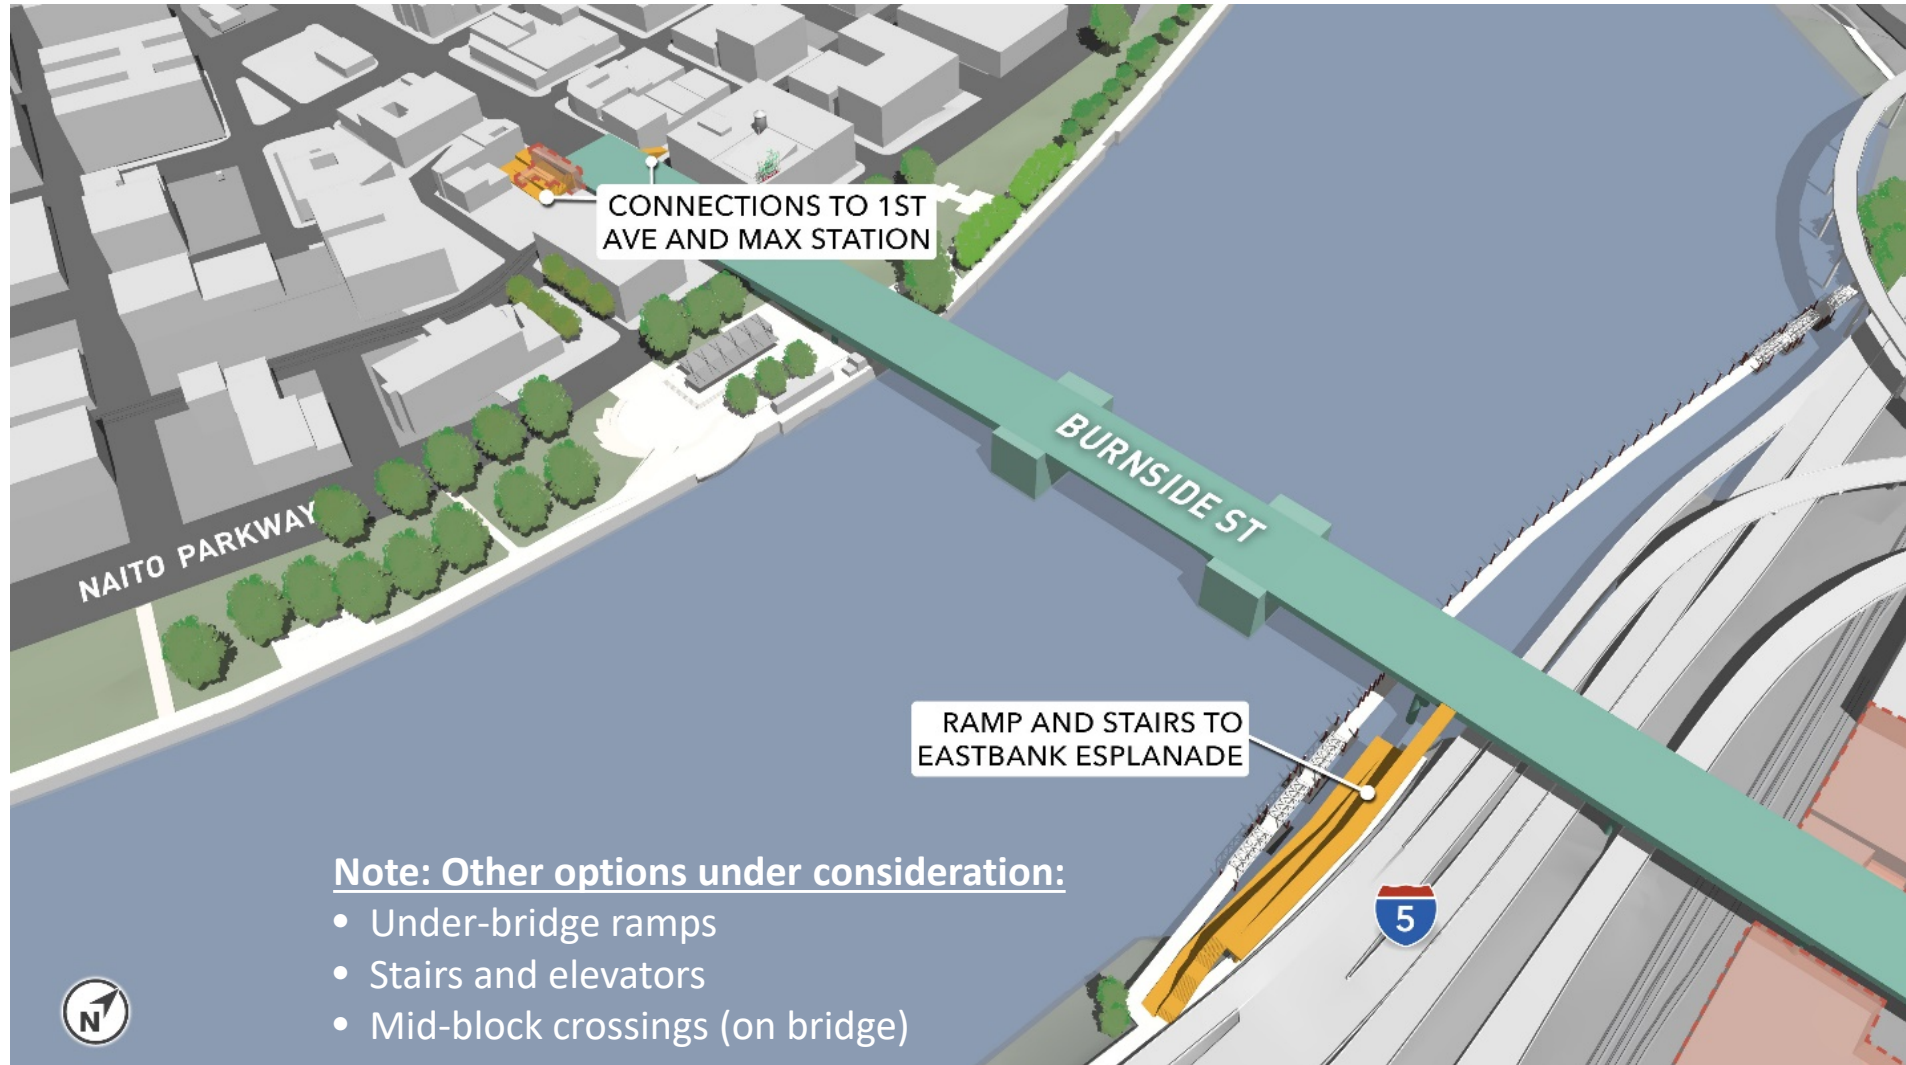 CONNECTIONS TO 1ST
AVE AND MAX STATION
BURNSIDE ST
NAITO PARKWAY
RAMP AND STAIRS TO
EASTBANK ESPLANADE
5
Note: Other options under consideration:
• Under-bridge ramps
• Stairs and elevators
• Mid-block crossings (on bridge)
N